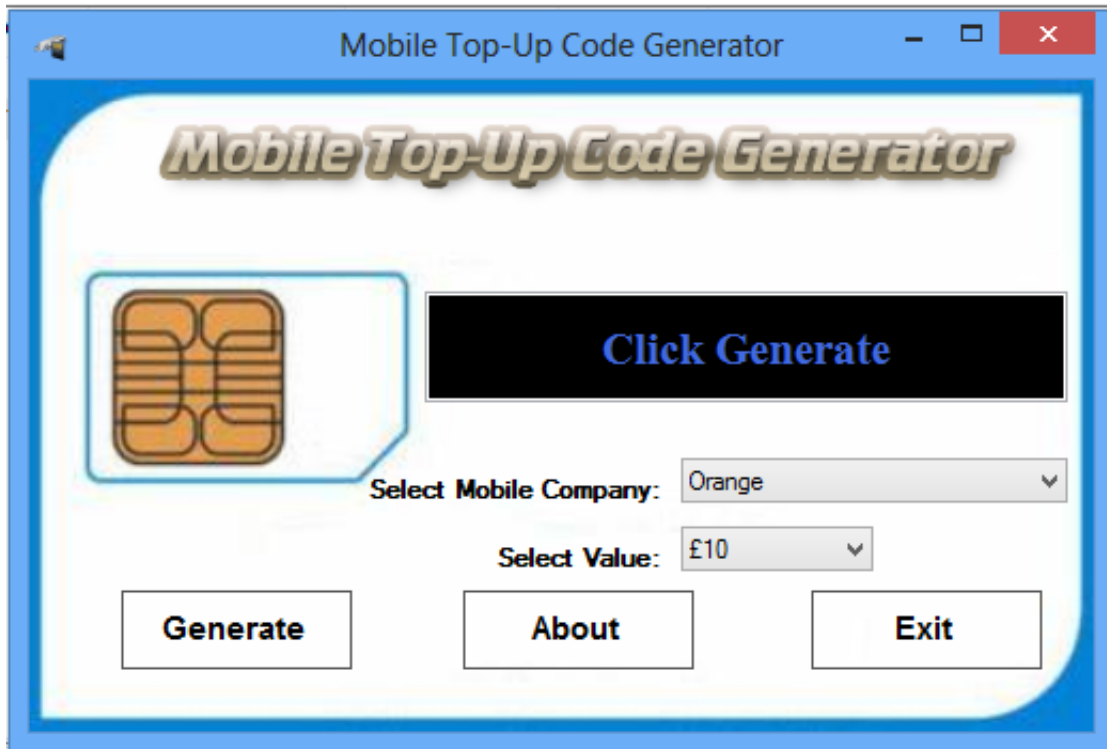 Mobile Top-Up Code Generator
Mobile Top-Up Code Generator
Click Generate
Select Mobile Company: Orange
Select Value: £10
Generate About Exit